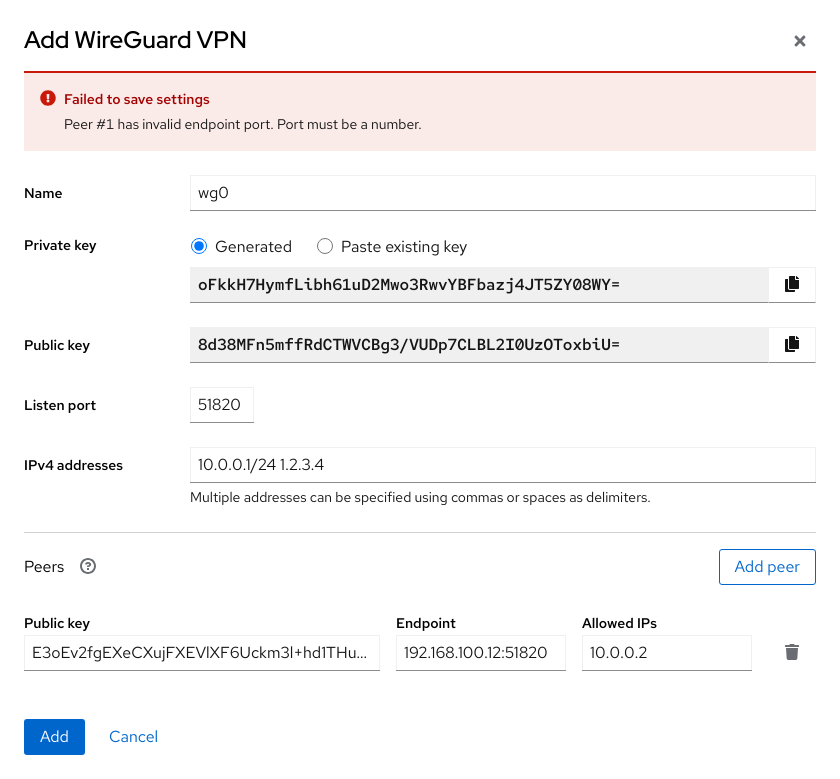 Add WireGuard VPN
Failed to save settings
Peer #1 has invalid endpoint port. Port must be a number.
Name
wg0
Private key
Generated
Paste existing key
oFkkH7HymfLibh61uD2Mwo3RwvYBFbazj4JT5ZY08WY=
Public key
8d38MFn5mffRdCTWVCBg3/VUDp7CLBL2I0UzOToxbiU=
Listen port
51820
IPv4 addresses
10.0.0.1/24 1.2.3.4
Multiple addresses can be specified using commas or spaces as delimiters.
Peers
Add peer
Public key
Endpoint
Allowed IPs
E3oEv2fgEXeCXujFXEVlXF6Uckm3l+hd1THu...
192.168.100.12:51820
10.0.0.2
Add
Cancel